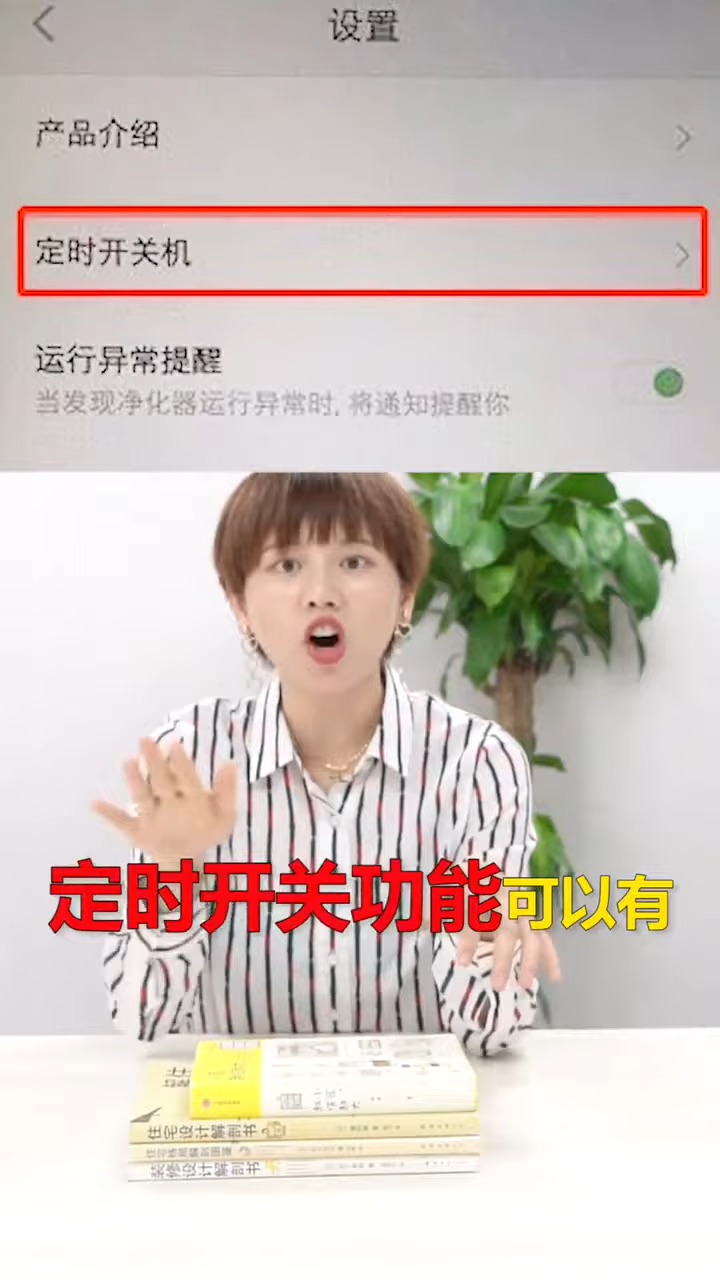 设置
产品介绍
定时开关机
运行异常提醒
当发现净化器运行异常时, 将通知提醒你
定时开关功能可以有
住宅设计解剖书
装修设计解剖书